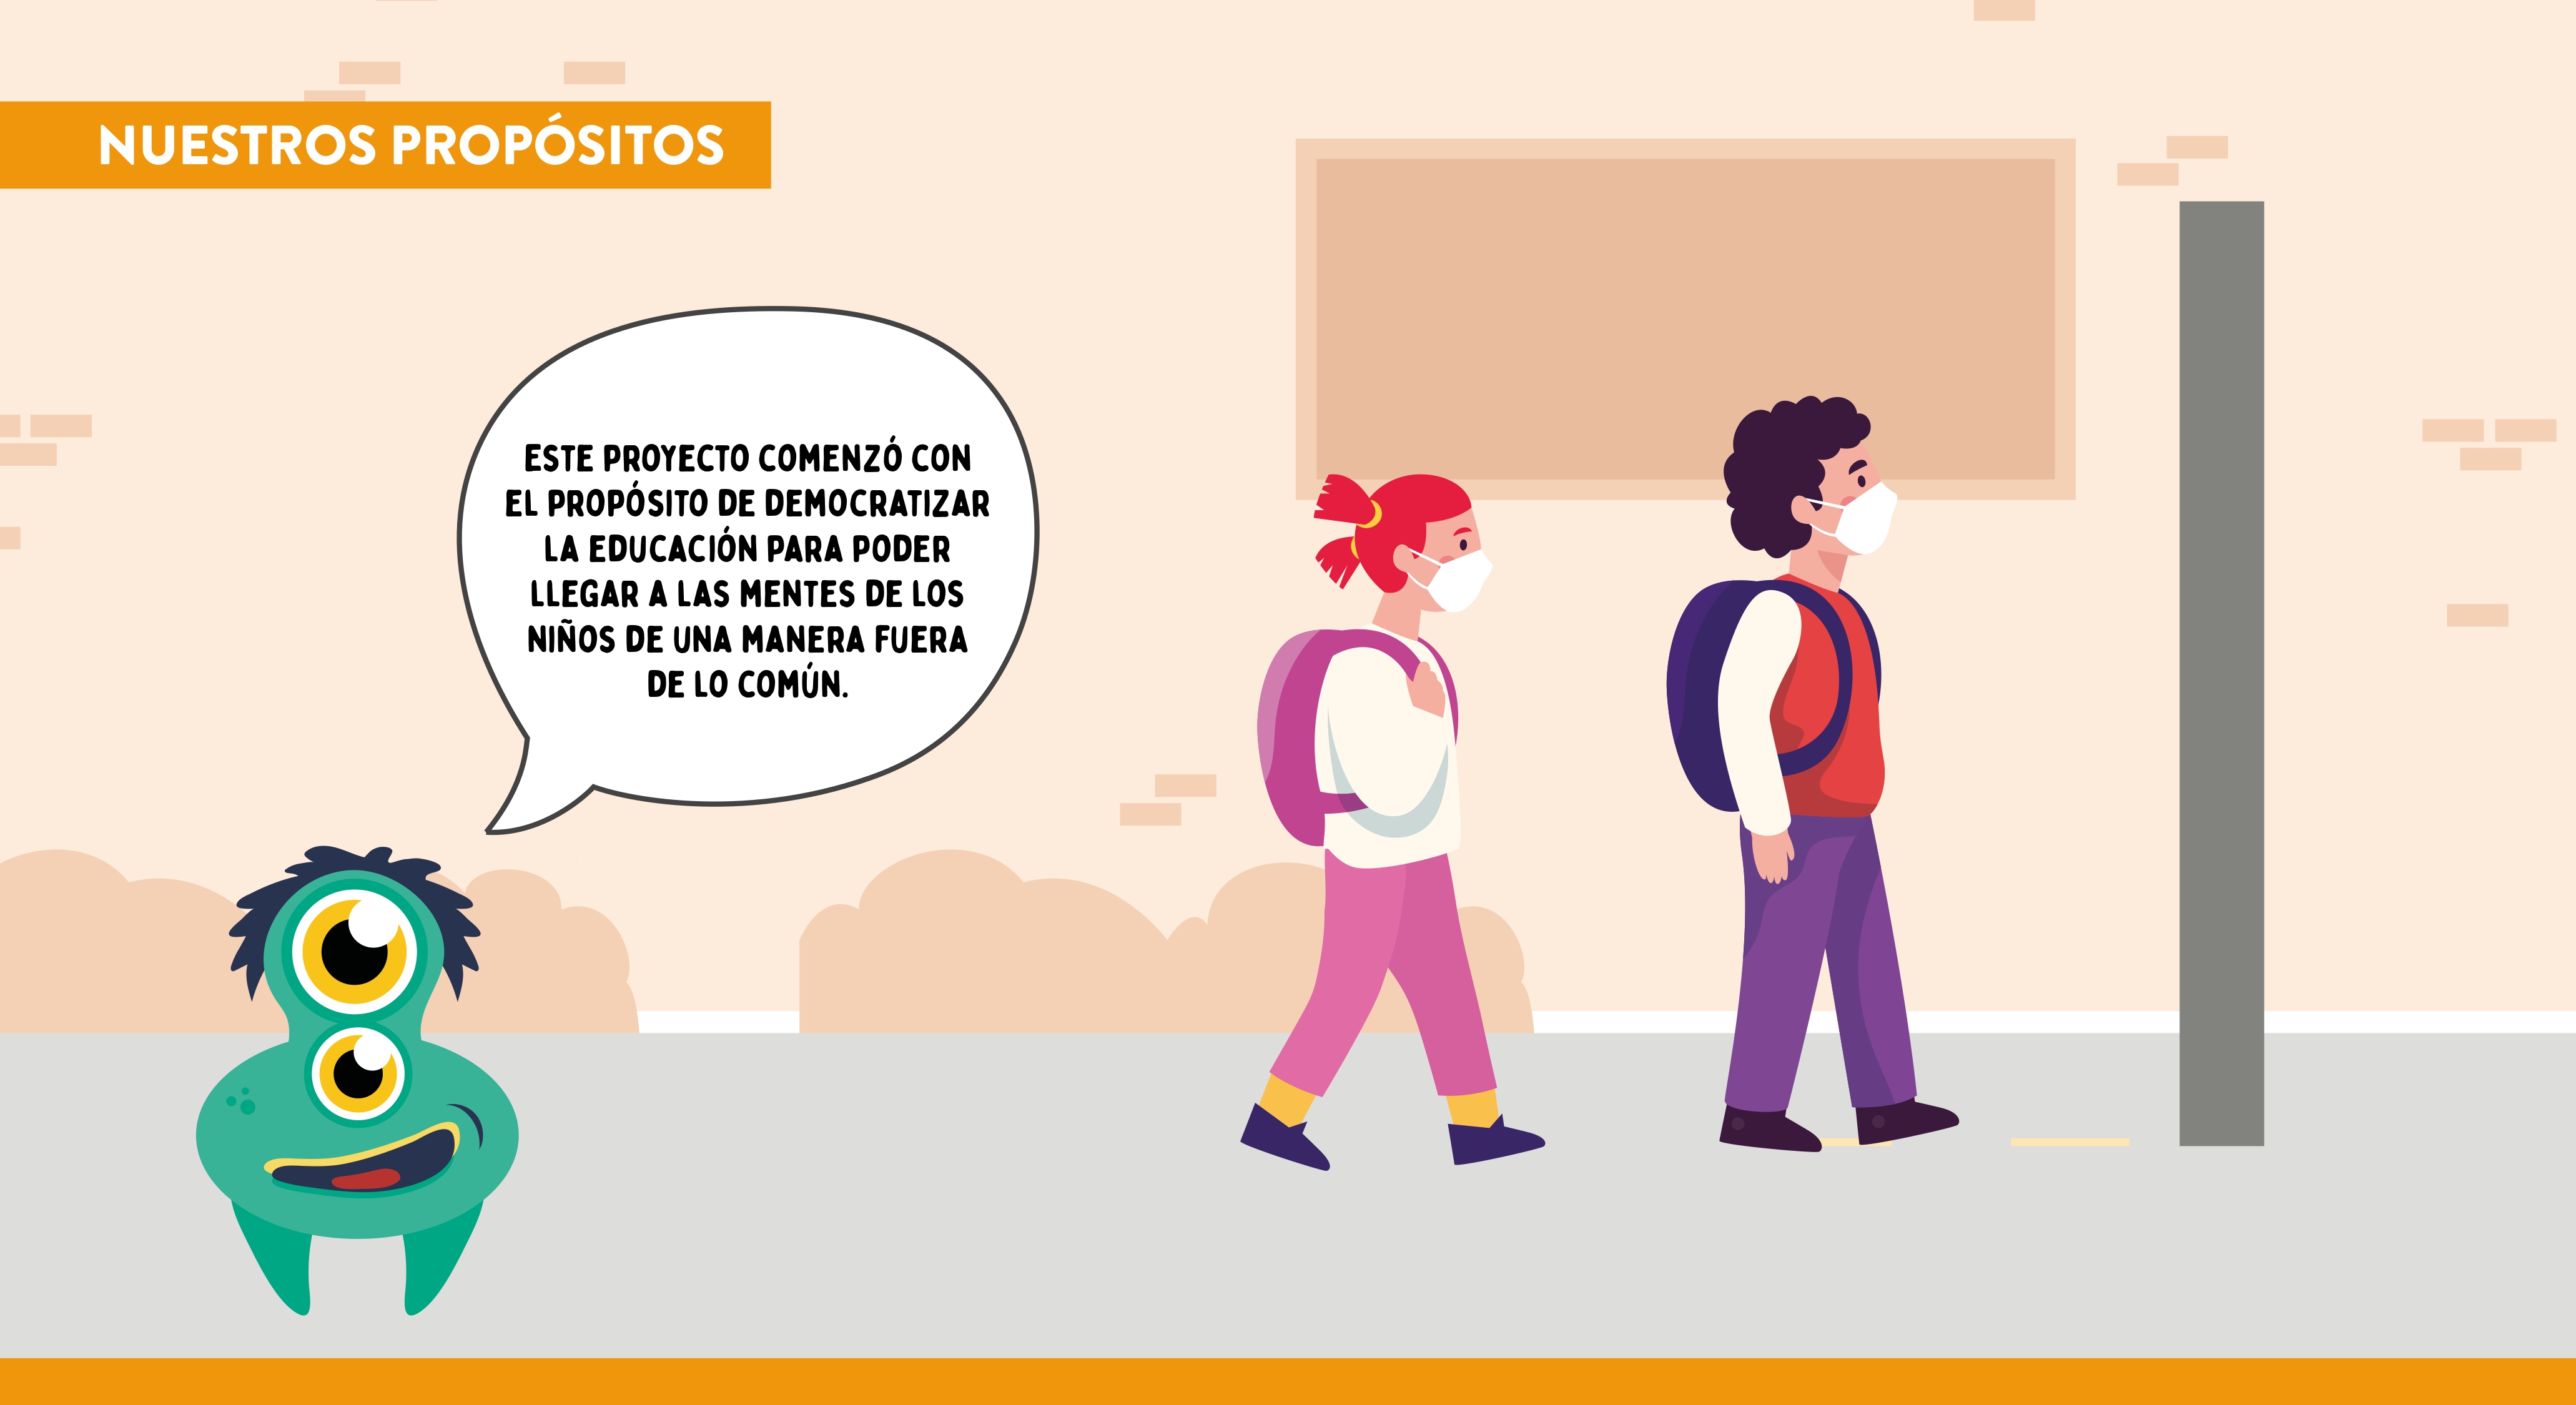 NUESTROS PROPÓSITOS
ESTE PROYECTO COMENZÓ CON
EL PROPÓSITO DE DEMOCRATIZAR
LA EDUCACIÓN PARA PODER
LLEGAR A LAS MENTES DE LOS
NIÑOS DE UNA MANERA FUERA
DE LO COMÚN.